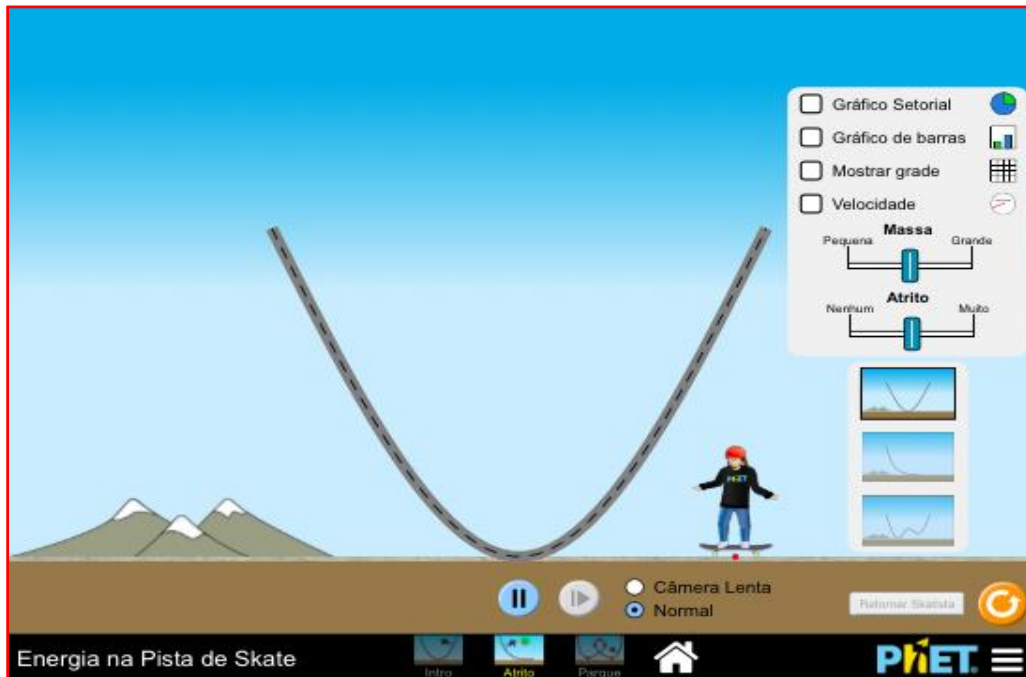 Gráfico Setorial
Gráfico de barras
Mostrar grade
Velocidade
Massa
Pequena Grande
Atrito
Nenhum Muito
PhET
Câmera Lenta
Normal
Retornar Skatista
Energia na Pista de Skate
Intro Atrito Parque
PhET